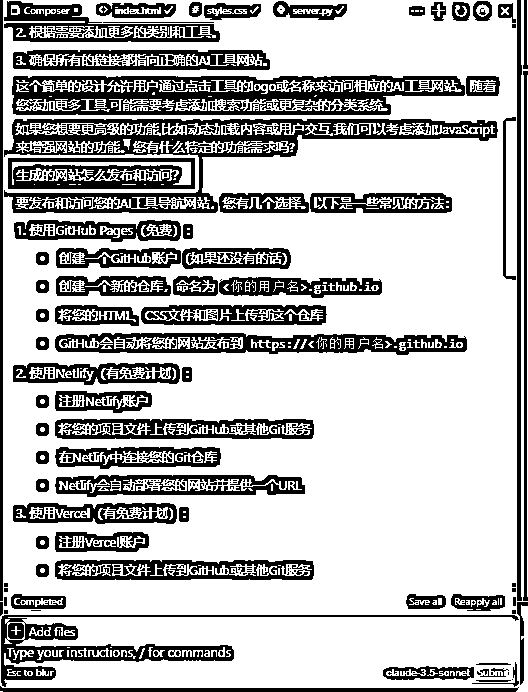 Composer index.html ✓ # styles.css ✓ server.py ✓
2. 根据需要添加更多的类别和工具。
3. 确保所有的链接都指向正确的AI工具网站。
这个简单的设计允许用户通过点击工具的logo或名称来访问相应的AI工具网站。随着
您添加更多工具,可能需要考虑添加搜索功能或更复杂的分类系统。
如果您想要更高级的功能,比如动态加载内容或用户交互,我们可以考虑添加JavaScript
来增强网站的功能。您有什么特定的功能需求吗?
生成的网站怎么发布和访问?
要发布和访问您的AI工具导航网站，您有几个选择。以下是一些常见的方法：
1. 使用GitHub Pages（免费）：
创建一个GitHub账户（如果还没有的话）
创建一个新的仓库，命名为 <你的用户名>.github.io
将您的HTML、CSS文件和图片上传到这个仓库
GitHub会自动将您的网站发布到 https://<你的用户名>.github.io
2. 使用Netlify（有免费计划）：
注册Netlify账户
将您的项目文件上传到GitHub或其他Git服务
在Netlify中连接您的Git仓库
Netlify会自动部署您的网站并提供一个URL
3. 使用Vercel（有免费计划）：
注册Vercel账户
将您的项目文件上传到GitHub或其他Git服务
Completed Save all Reapply all
+ Add files
Type your instructions, / for commands
Esc to blur claude-3.5-sonnet Submit